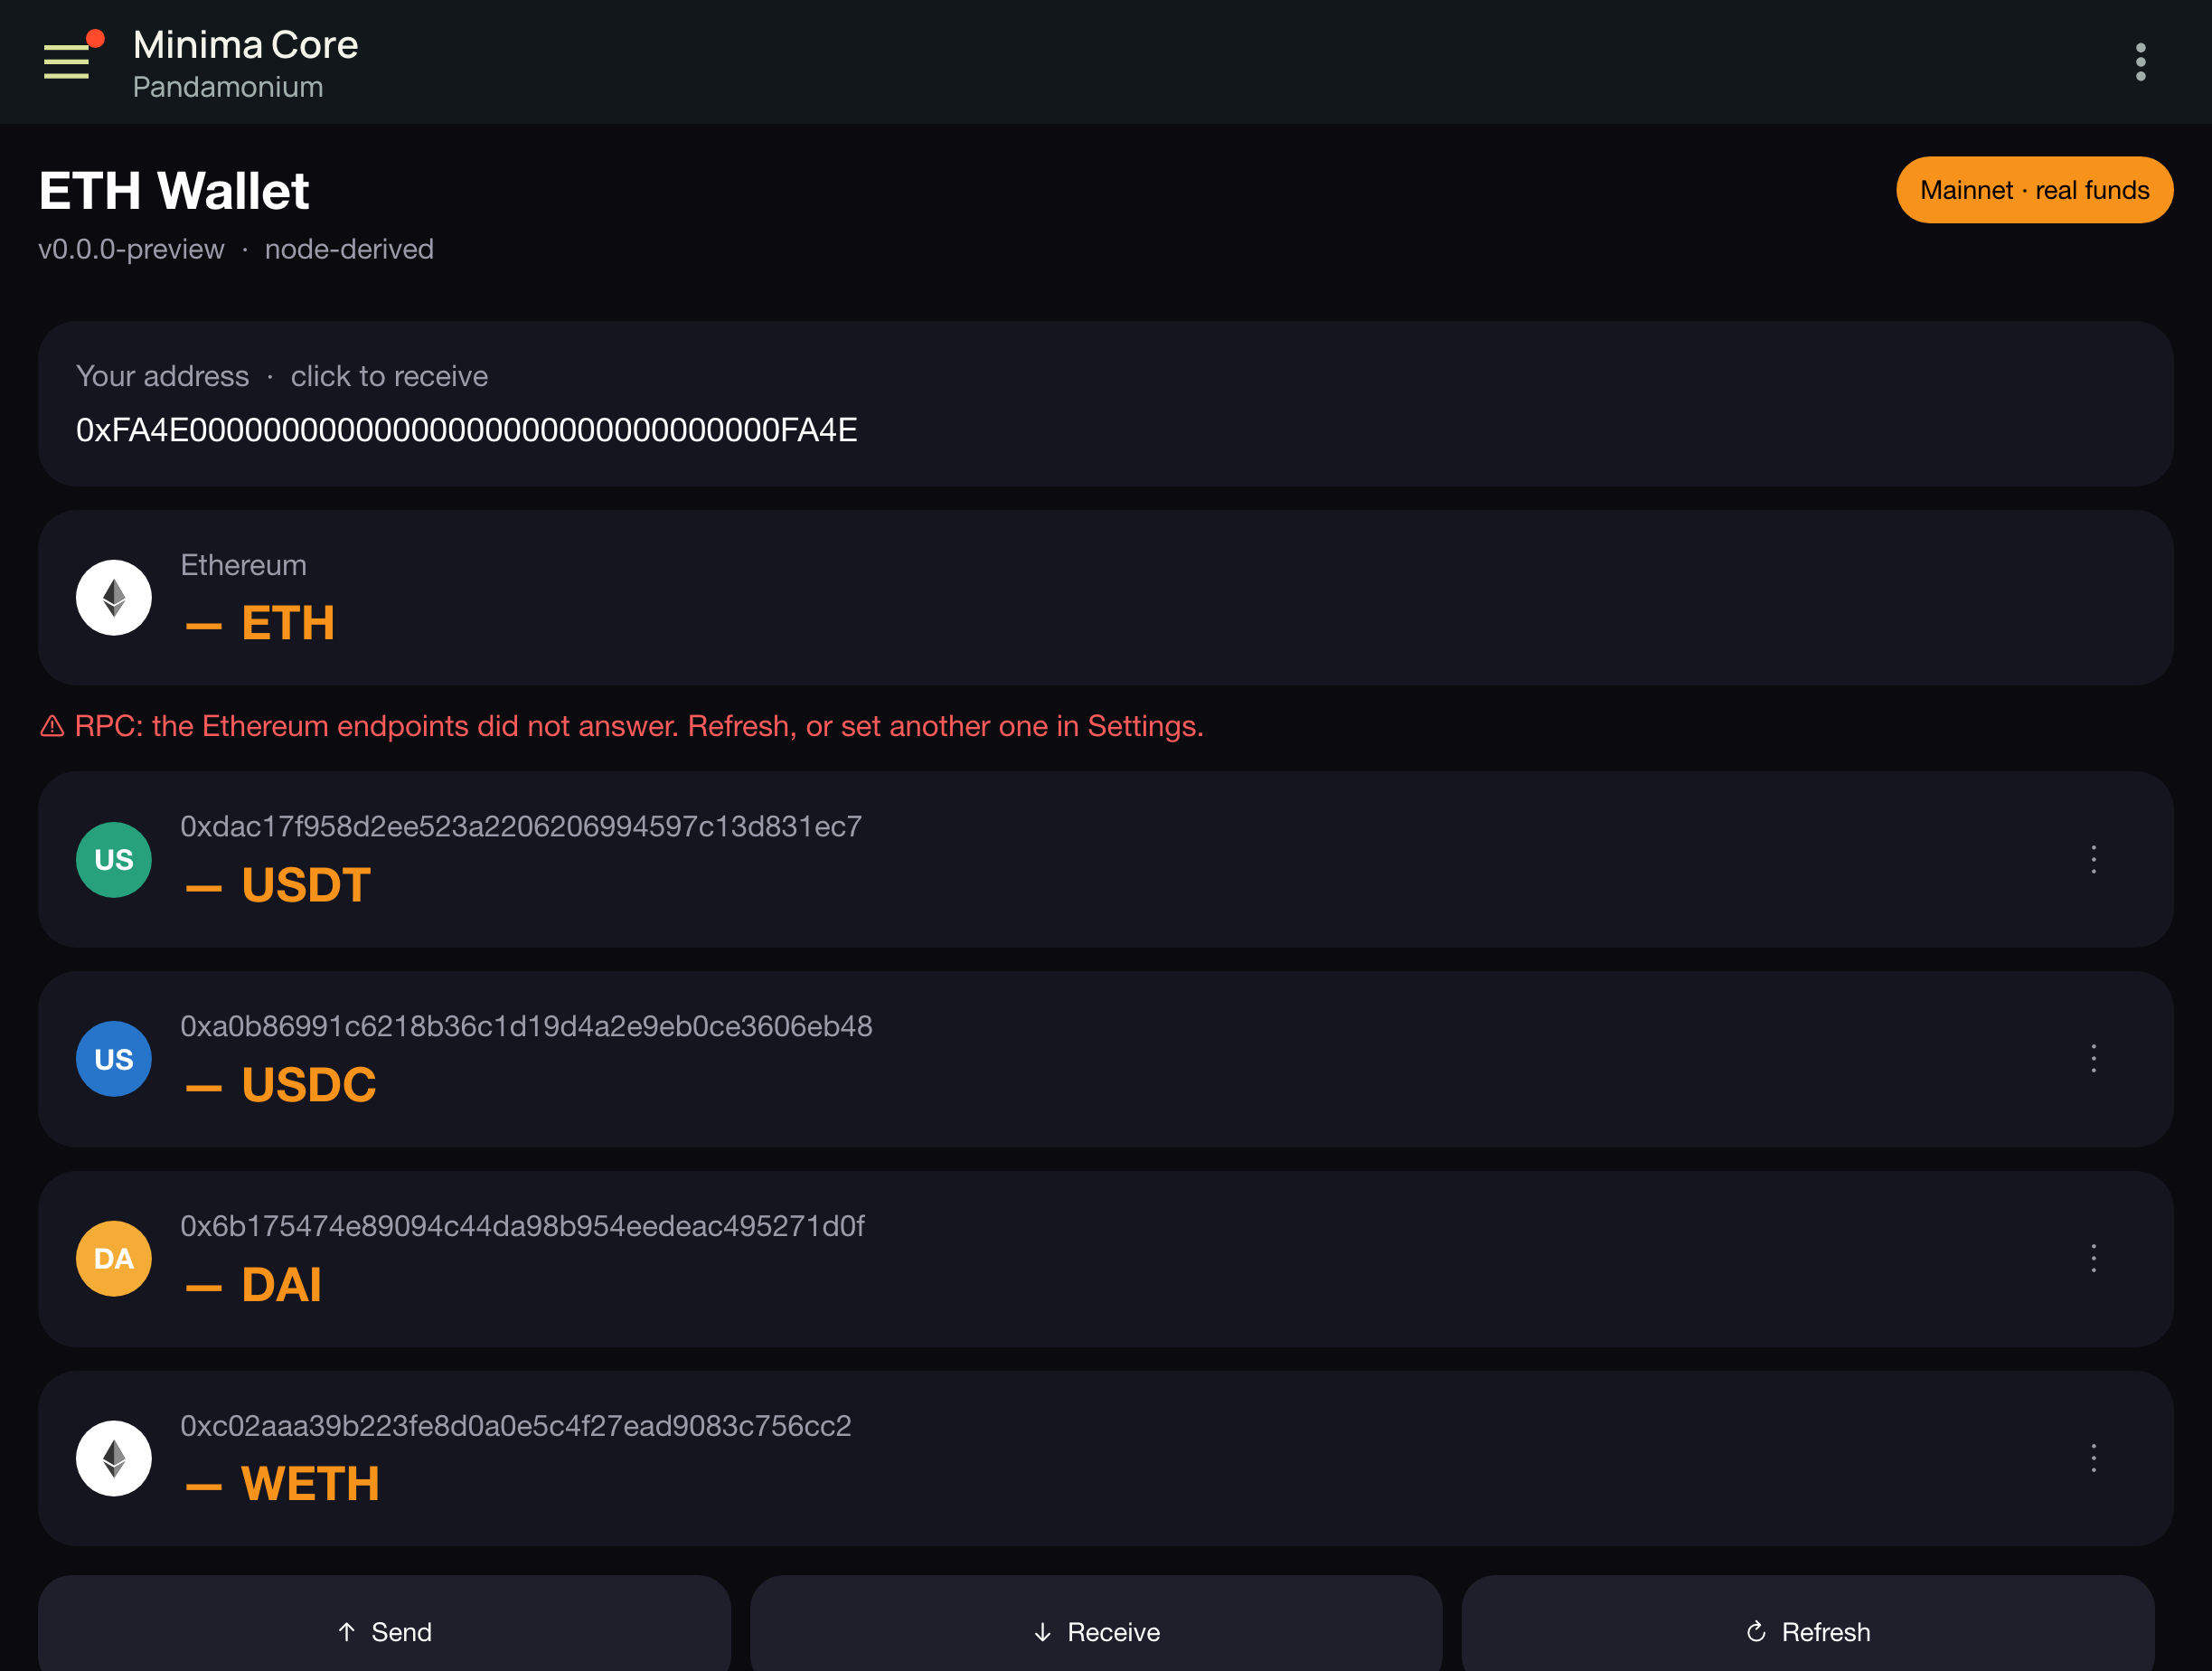 Minima Core
Pandamonium
ETH Wallet
Mainnet · real funds
v0.0.0-preview · node-derived
Your address · click to receive
0xFA4E00000000000000000000000000000000FA4E
Ethereum
— ETH
⚠ RPC: the Ethereum endpoints did not answer. Refresh, or set another one in Settings.
US
0xdac17f958d2ee523a2206206994597c13d831ec7
— USDT
US
0xa0b86991c6218b36c1d19d4a2e9eb0ce3606eb48
— USDC
DA
0x6b175474e89094c44da98b954eedeac495271d0f
— DAI
0xc02aaa39b223fe8d0a0e5c4f27ead9083c756cc2
— WETH
↑ Send
↓ Receive
↻ Refresh